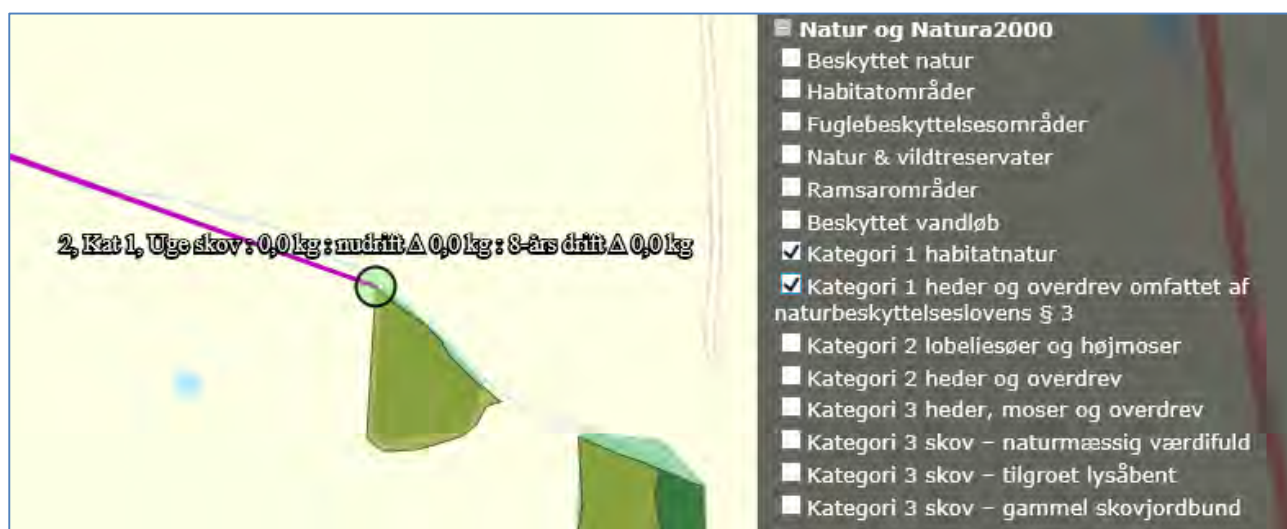 2, Kat 1, Uge skov : 0,0 kg : nudrift Δ 0,0 kg : 8-års drift Δ 0,0 kg
Natur og Natura2000
Beskyttet natur
Habitatområder
Fuglebeskyttelsesområder
Natur & vildtreservater
Ramsarområder
Beskyttet vandløb
Kategori 1 habitatnatur
Kategori 1 heder og overdrev omfattet af
naturbeskyttelseslovens § 3
Kategori 2 lobeliesøer og højmoser
Kategori 2 heder og overdrev
Kategori 3 heder, moser og overdrev
Kategori 3 skov – naturmæssig værdifuld
Kategori 3 skov – tilgroet lysåbent
Kategori 3 skov – gammel skovjordbund